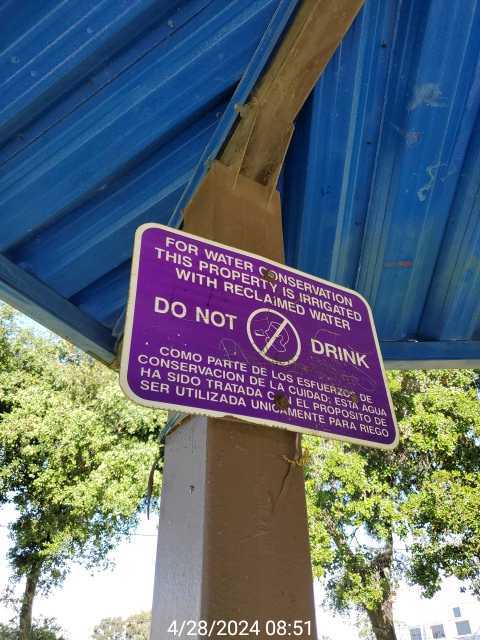 FOR WATER CONSERVATION
THIS PROPERTY IS IRRIGATED
WITH RECLAIMED WATER
DO NOT DRINK
COMO PARTE DE LOS ESFUERZOS DE
CONSERVACION DE LA CUIDAD; ESTA AGUA
HA SIDO TRATADA CON EL PROPOSITO DE
SER UTILIZADA UNICAMENTE PARA RIEGO
4/28/2024 08:51